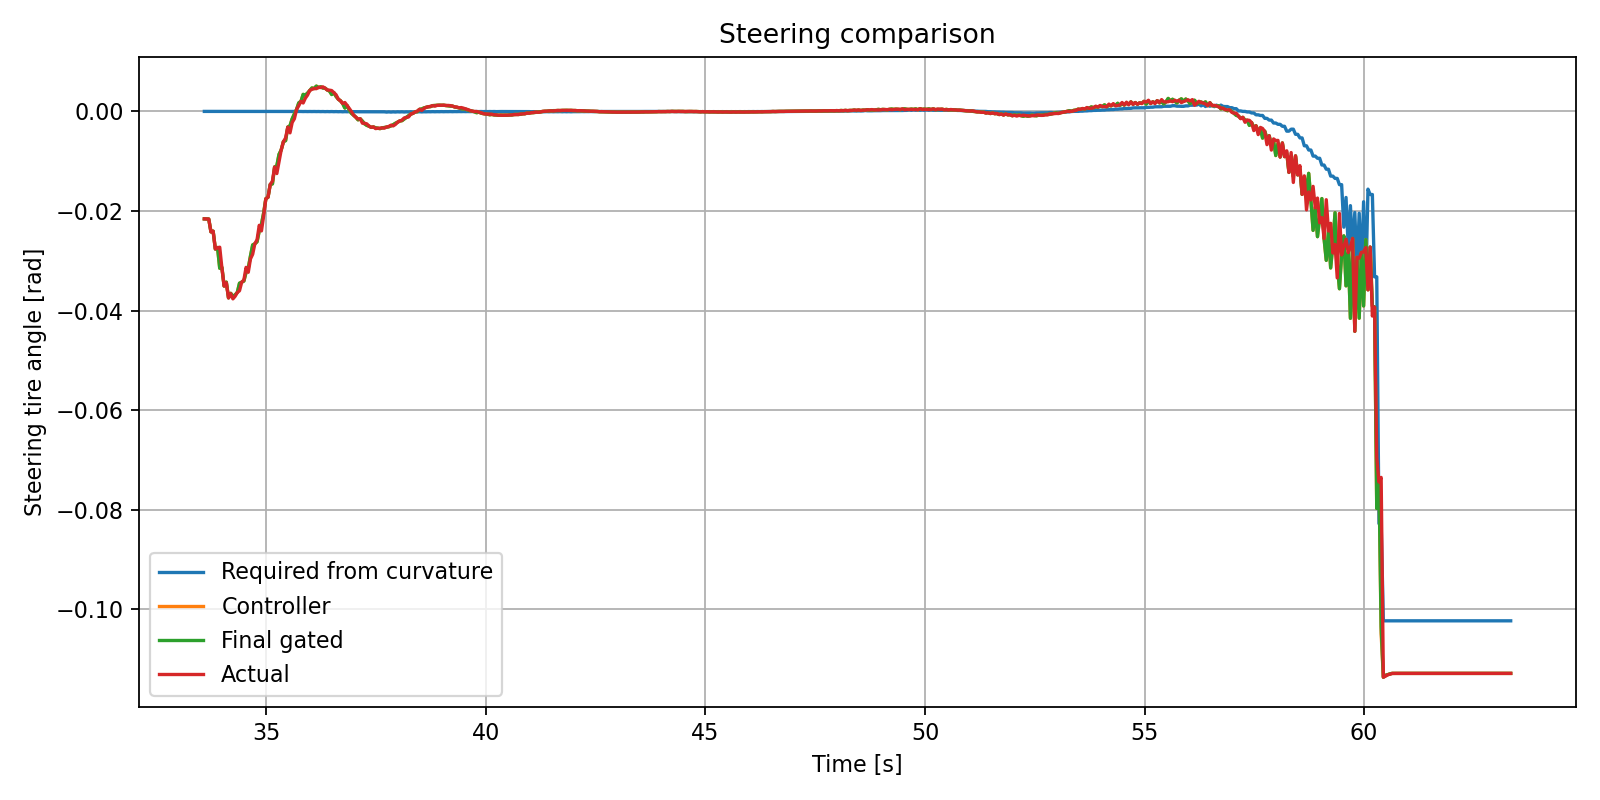 Steering comparison
0.00
−0.02
−0.04
−0.06
−0.08
−0.10
Steering tire angle [rad]
Required from curvature
Controller
Final gated
Actual
35
40
45
50
55
60
Time [s]